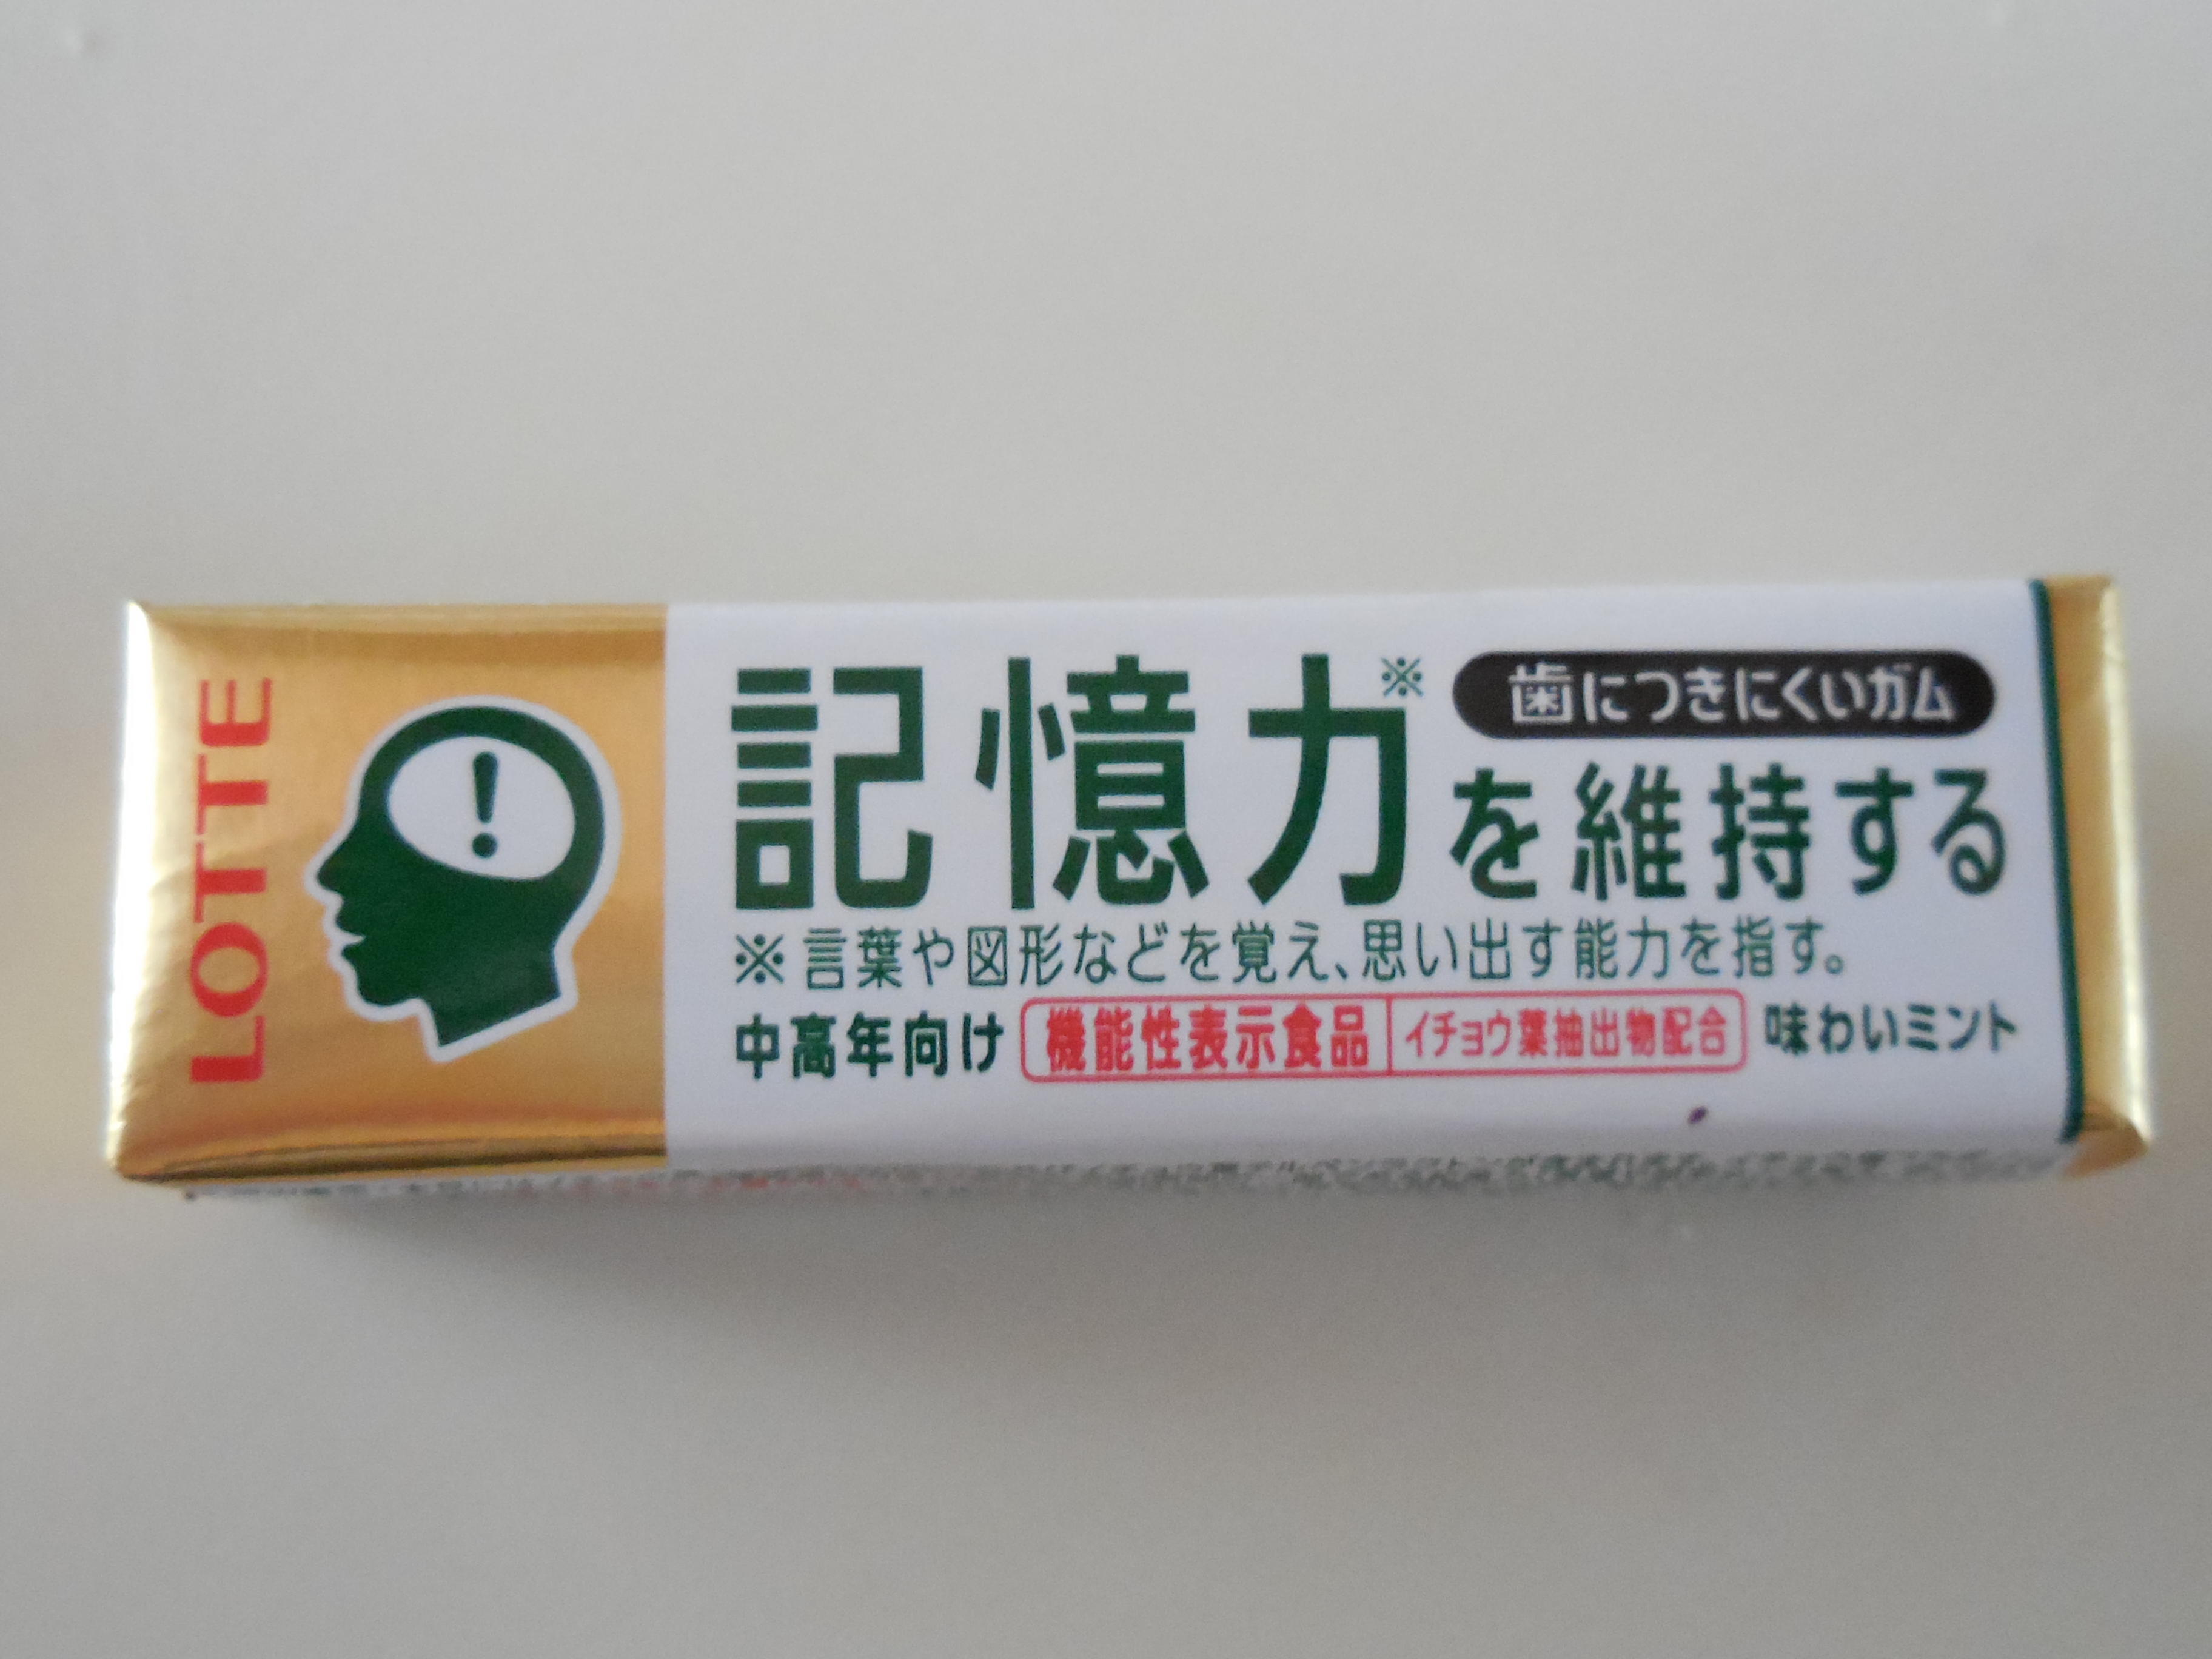 LOTTE
!
歯につきにくいガム
記憶力※を維持する
※言葉や図形などを覚え、思い出す能力を指す。
中高年向け 機能性表示食品 イチョウ葉抽出物配合 味わいミント